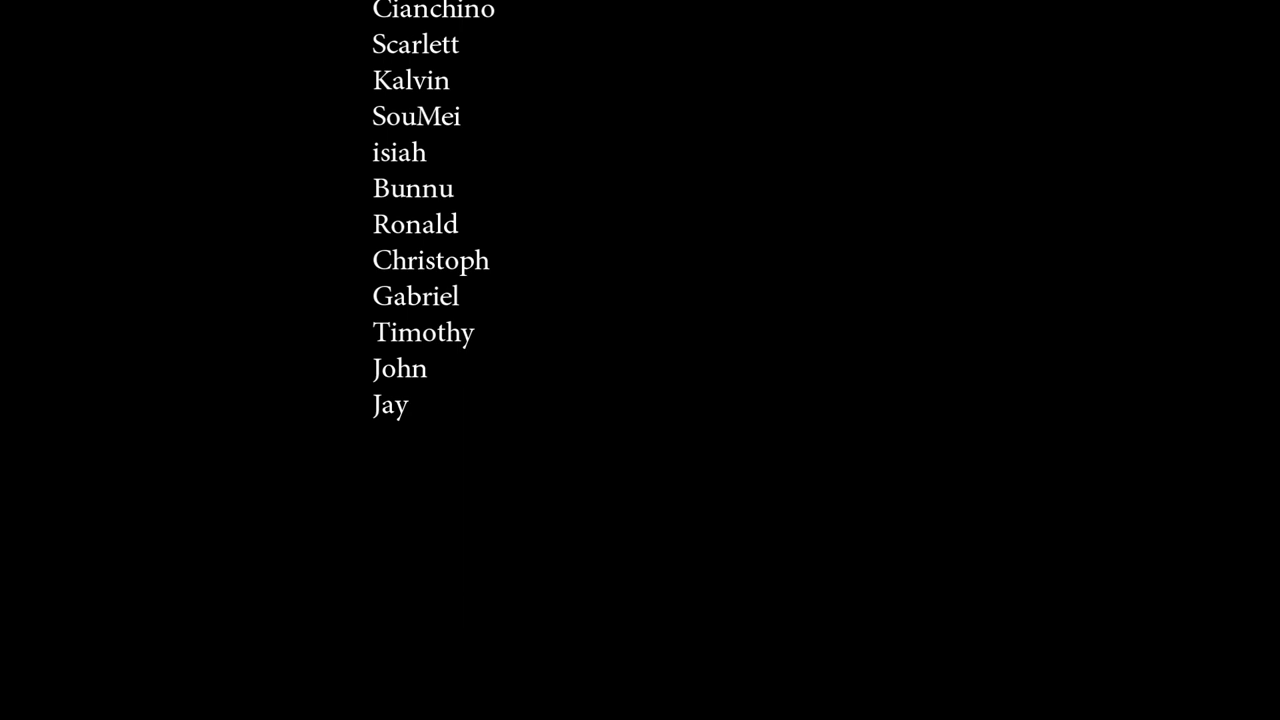 Cianchino
Scarlett
Kalvin
SouMei
isiah
Bunnu
Ronald
Christoph
Gabriel
Timothy
John
Jay